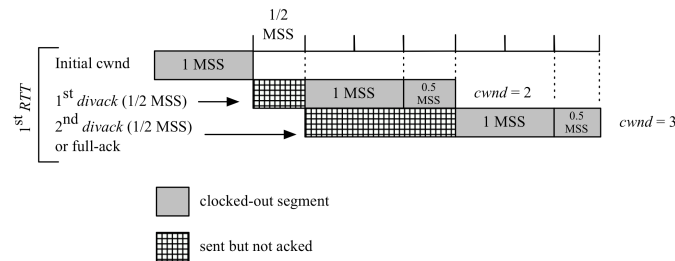 1/2
MSS
1st RTT
Initial cwnd
1 MSS
1st divack (1/2 MSS)
1 MSS
0.5
MSS
cwnd = 2
2nd divack (1/2 MSS)
or full-ack
1 MSS
0.5
MSS
cwnd = 3
clocked-out segment
sent but not acked